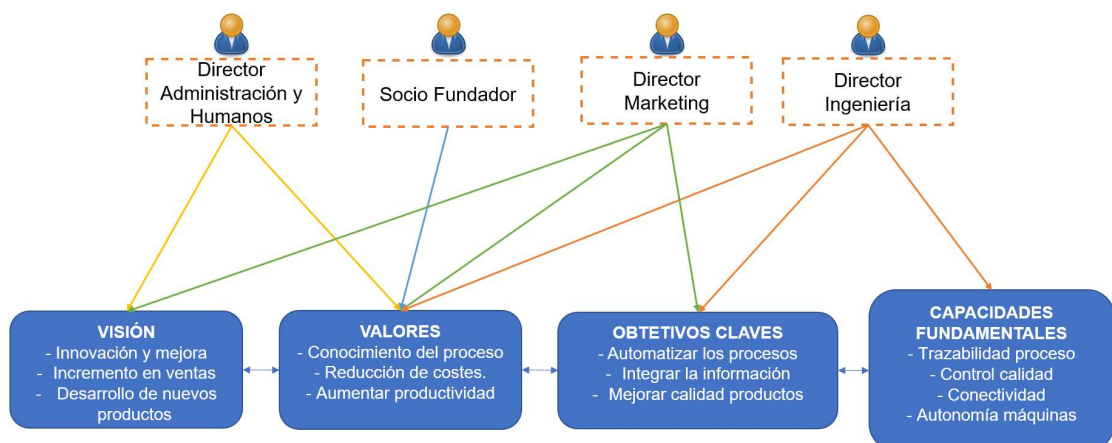 Director
Administración y
Humanos
Socio Fundador
Director
Marketing
Director
Ingeniería
VISIÓN
- Innovación y mejora
- Incremento en ventas
- Desarrollo de nuevos
productos
VALORES
- Conocimiento del proceso
- Reducción de costes.
- Aumentar productividad
OBTETIVOS CLAVES
- Automatizar los procesos
- Integrar la información
- Mejorar calidad productos
CAPACIDADES
FUNDAMENTALES
- Trazabilidad proceso
- Control calidad
- Conectividad
- Autonomía máquinas